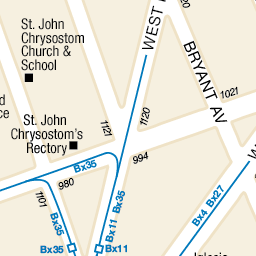 St. John
Chrysostom
Church &
School
WEST
BRYANT AV
1021
1120
1121
St. John
Chrysostom's
Rectory
Bx35
994
980
1101
Bx35
Bx11 Bx35
Bx4 Bx27
Bx35
Bx11